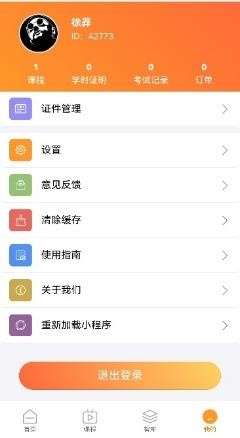 徐莽
ID: 42773
1 0 0 0
课程 学时证明 考试记录 订单
证件管理
设置
意见反馈
清除缓存
使用指南
关于我们
重新加载小程序
退出登录
首页 课程 智库 我的